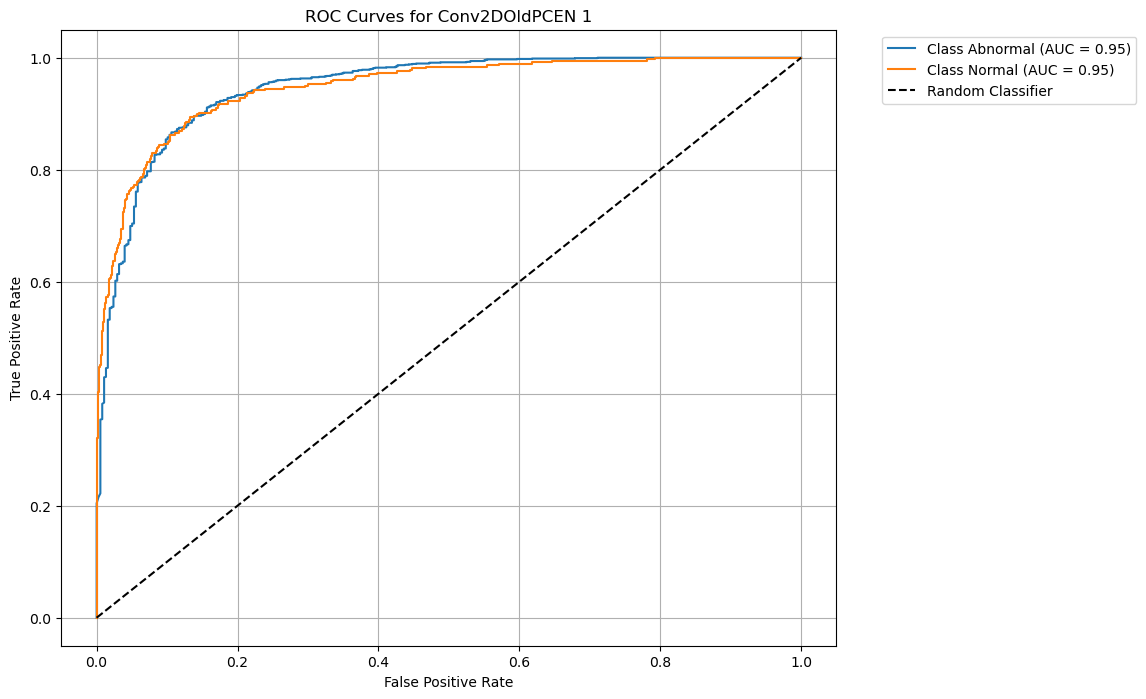 ROC Curves for Conv2DOldPCEN 1
Class Abnormal (AUC = 0.95)
Class Normal (AUC = 0.95)
Random Classifier
True Positive Rate
1.0
0.8
0.6
0.4
0.2
0.0
0.0 0.2 0.4 0.6 0.8 1.0
False Positive Rate